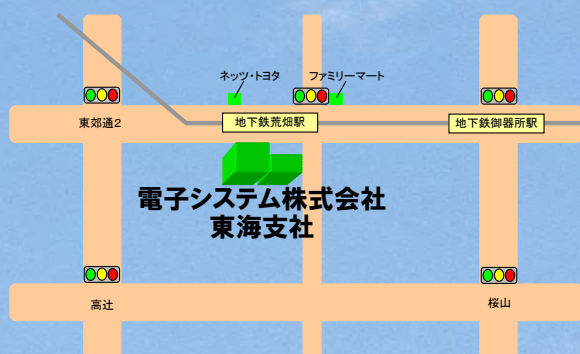 ネッツ・トヨタ
ファミリーマート
東郊通2
地下鉄荒畑駅
地下鉄御器所駅
電子システム株式会社
東海支社
高辻
桜山